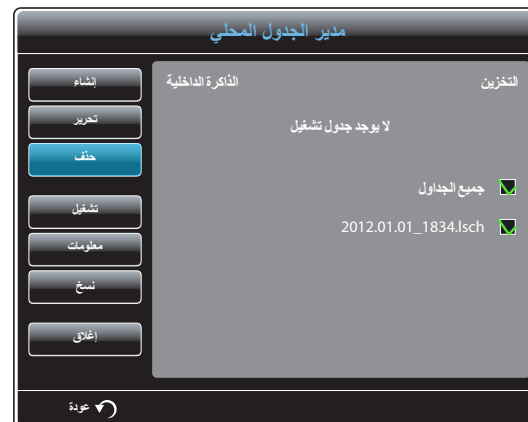 مدير الجدول المحلي
التخزين
الذاكرة الداخلية
لا يوجد جدول تشغيل
جميع الجداول
2012.01.01_1834.lsch
إنشاء
تحرير
حذف
تشغيل
معلومات
نسخ
إغلاق
عودة